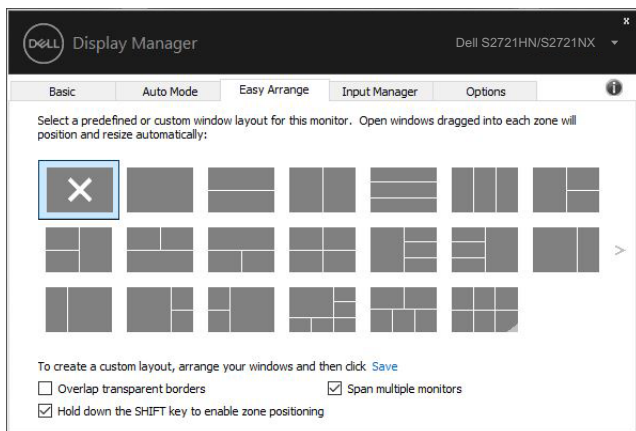 x
DELL Display Manager Dell S2721HN/S2721NX
Basic Auto Mode Easy Arrange Input Manager Options i
Select a predefined or custom window layout for this monitor. Open windows dragged into each zone will
position and resize automatically:
To create a custom layout, arrange your windows and then click Save
Overlap transparent borders Span multiple monitors
Hold down the SHIFT key to enable zone positioning